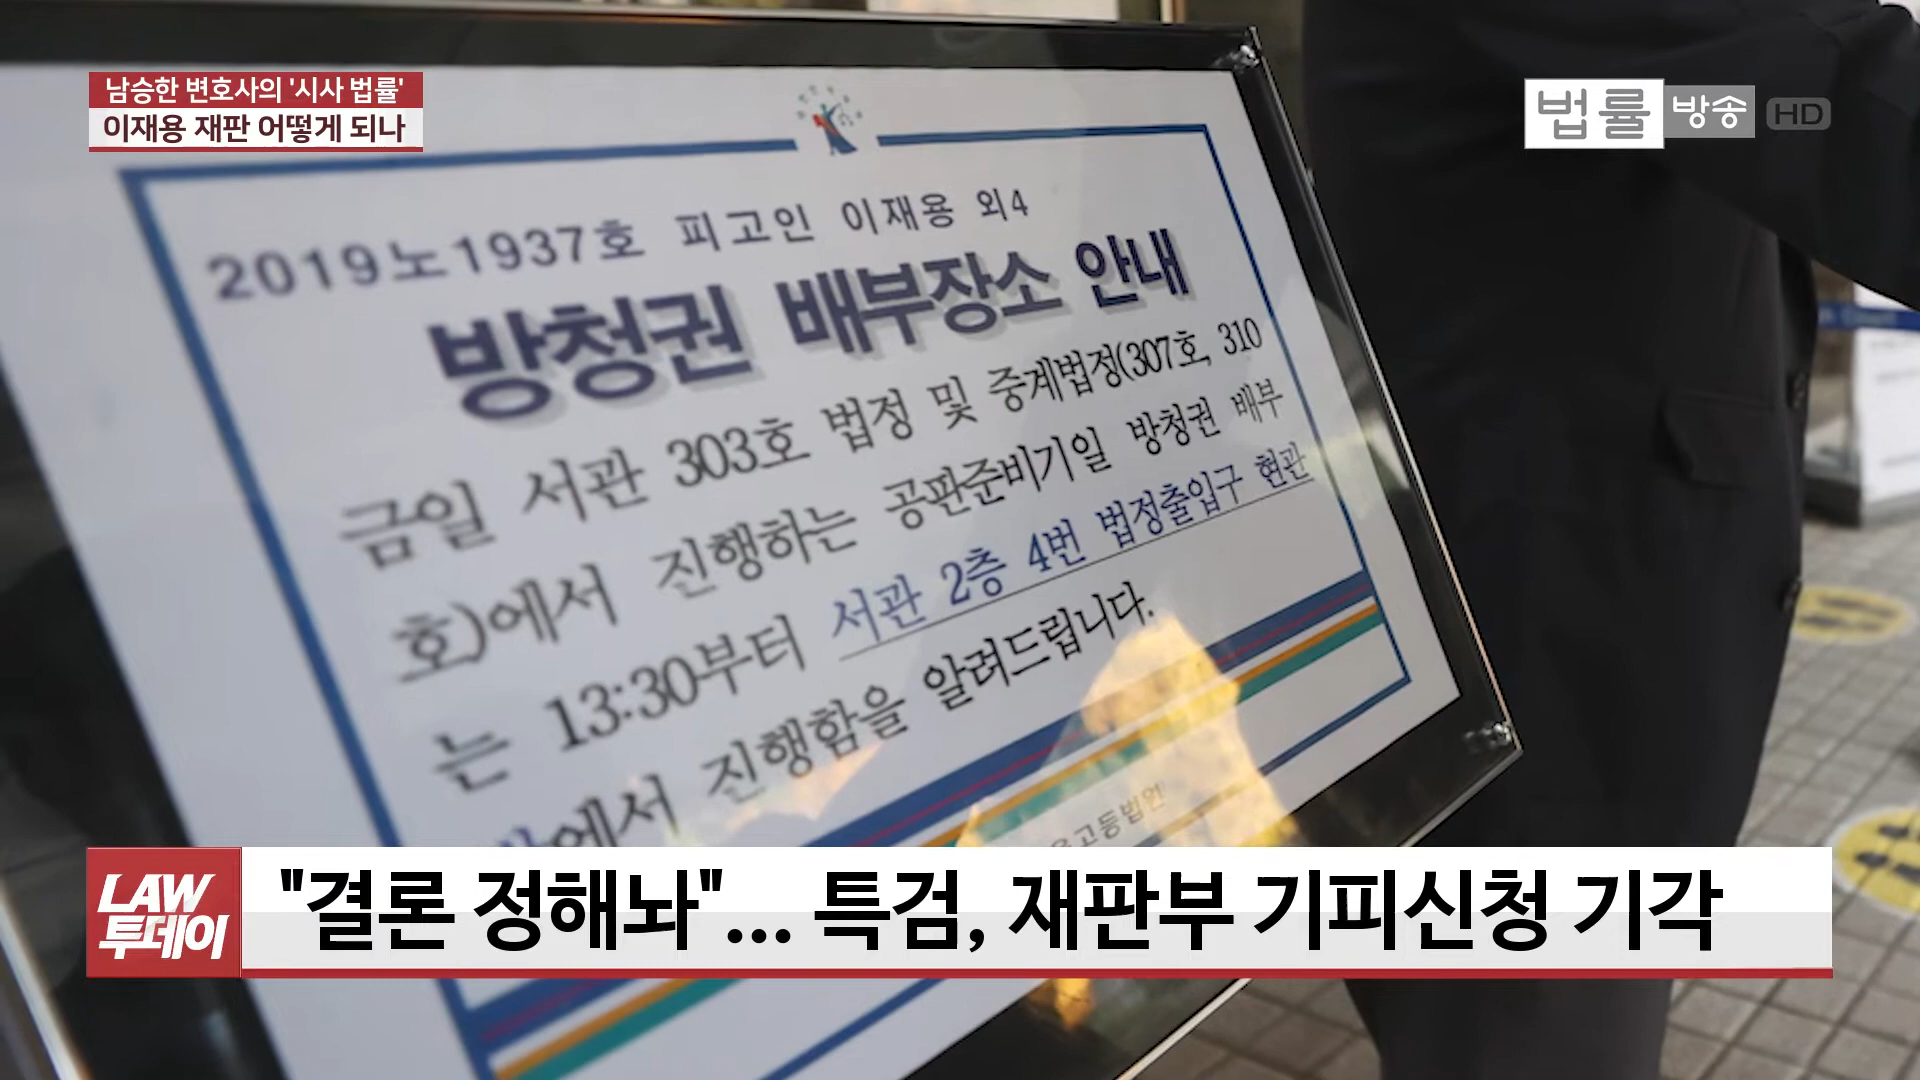 남승한 변호사의 '시사 법률'
이재용 재판 어떻게 되나
법률방송 HD
2019노1937호 피고인 이재용 외4
방청권 배부장소 안내
금일 서관 303호 법정 및 중계법정(307호, 310
호)에서 진행하는 공판준비기일 방청권 배부
는 13:30부터 서관 2층 4번 법정출입구 현관
에서 진행함을 알려드립니다.
고등법원
LAW
투데이
"결론 정해놔"... 특검, 재판부 기피신청 기각